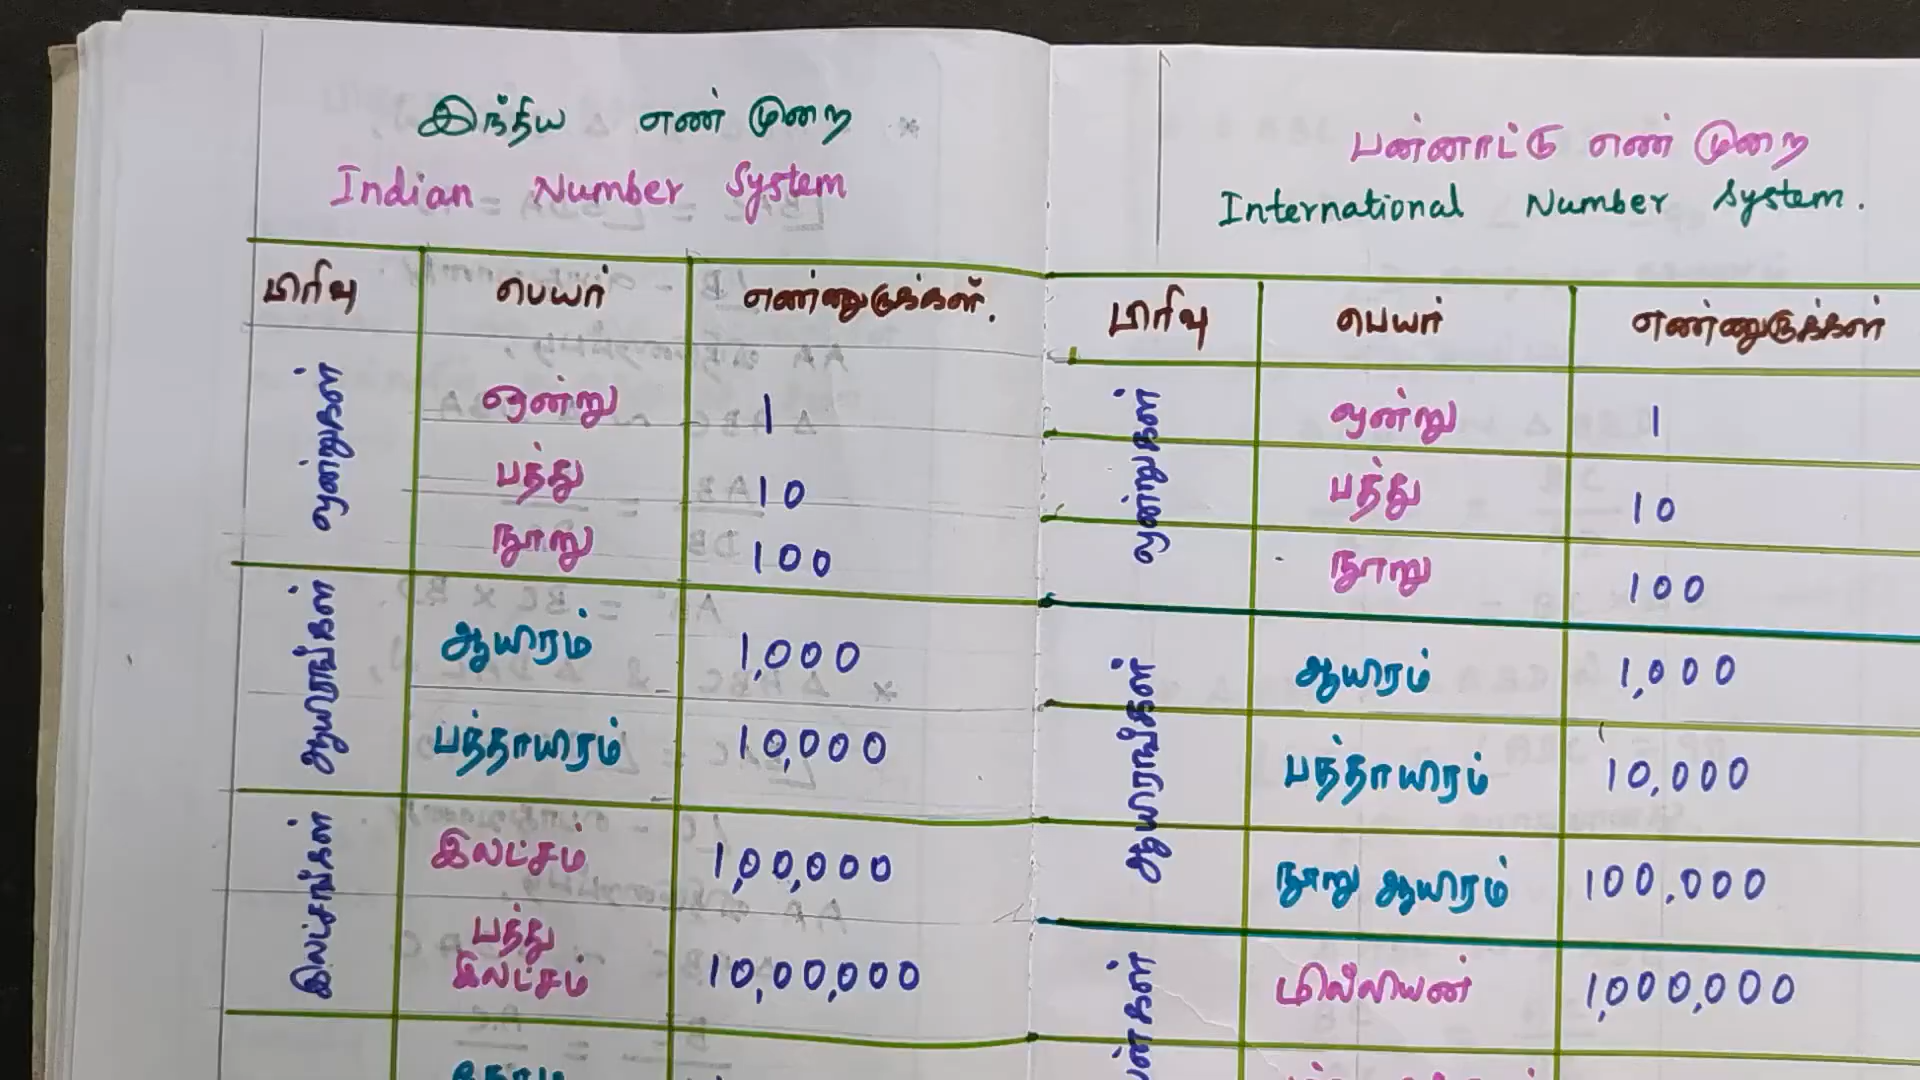 இந்திய எண் முறை
Indian Number System
பிரிவு பெயர் எண்ணுருக்கள்.
ஒன்றுகள்
ஒன்று 1
பத்து 10
நூறு 100
ஆயிரங்கள்
ஆயிரம் 1,000
பத்தாயிரம் 10,000
இலட்சங்கள்
இலட்சம் 1,00,000
பத்து
இலட்சம் 10,00,000
பன்னாட்டு எண் முறை
International Number System.
பிரிவு பெயர் எண்ணுருக்கள்
ஒன்றுகள்
ஒன்று 1
பத்து 10
நூறு 100
ஆயிரங்கள்
ஆயிரம் 1,000
பத்தாயிரம் 10,000
நூறு ஆயிரம் 100,000
மில்லியன் 1,000,000